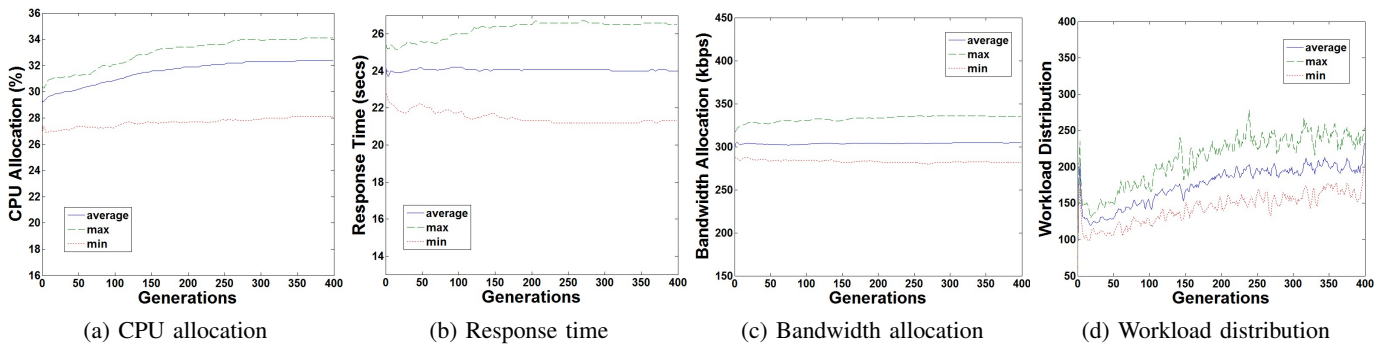 CPU Allocation (%)
36
34
32
30
28
26
24
22
20
18
16
0 50 100 150 200 250 300 350 400
Generations
average
max
min
(a) CPU allocation
Response Time (secs)
26
24
22
20
18
16
14
0 50 100 150 200 250 300 350 400
Generations
average
max
min
(b) Response time
Bandwidth Allocation (kbps)
450
400
350
300
250
200
150
0 50 100 150 200 250 300 350 400
Generations
average
max
min
(c) Bandwidth allocation
Workload Distribution
400
350
300
250
200
150
100
50
0 50 100 150 200 250 300 350 400
Generations
average
max
min
(d) Workload distribution